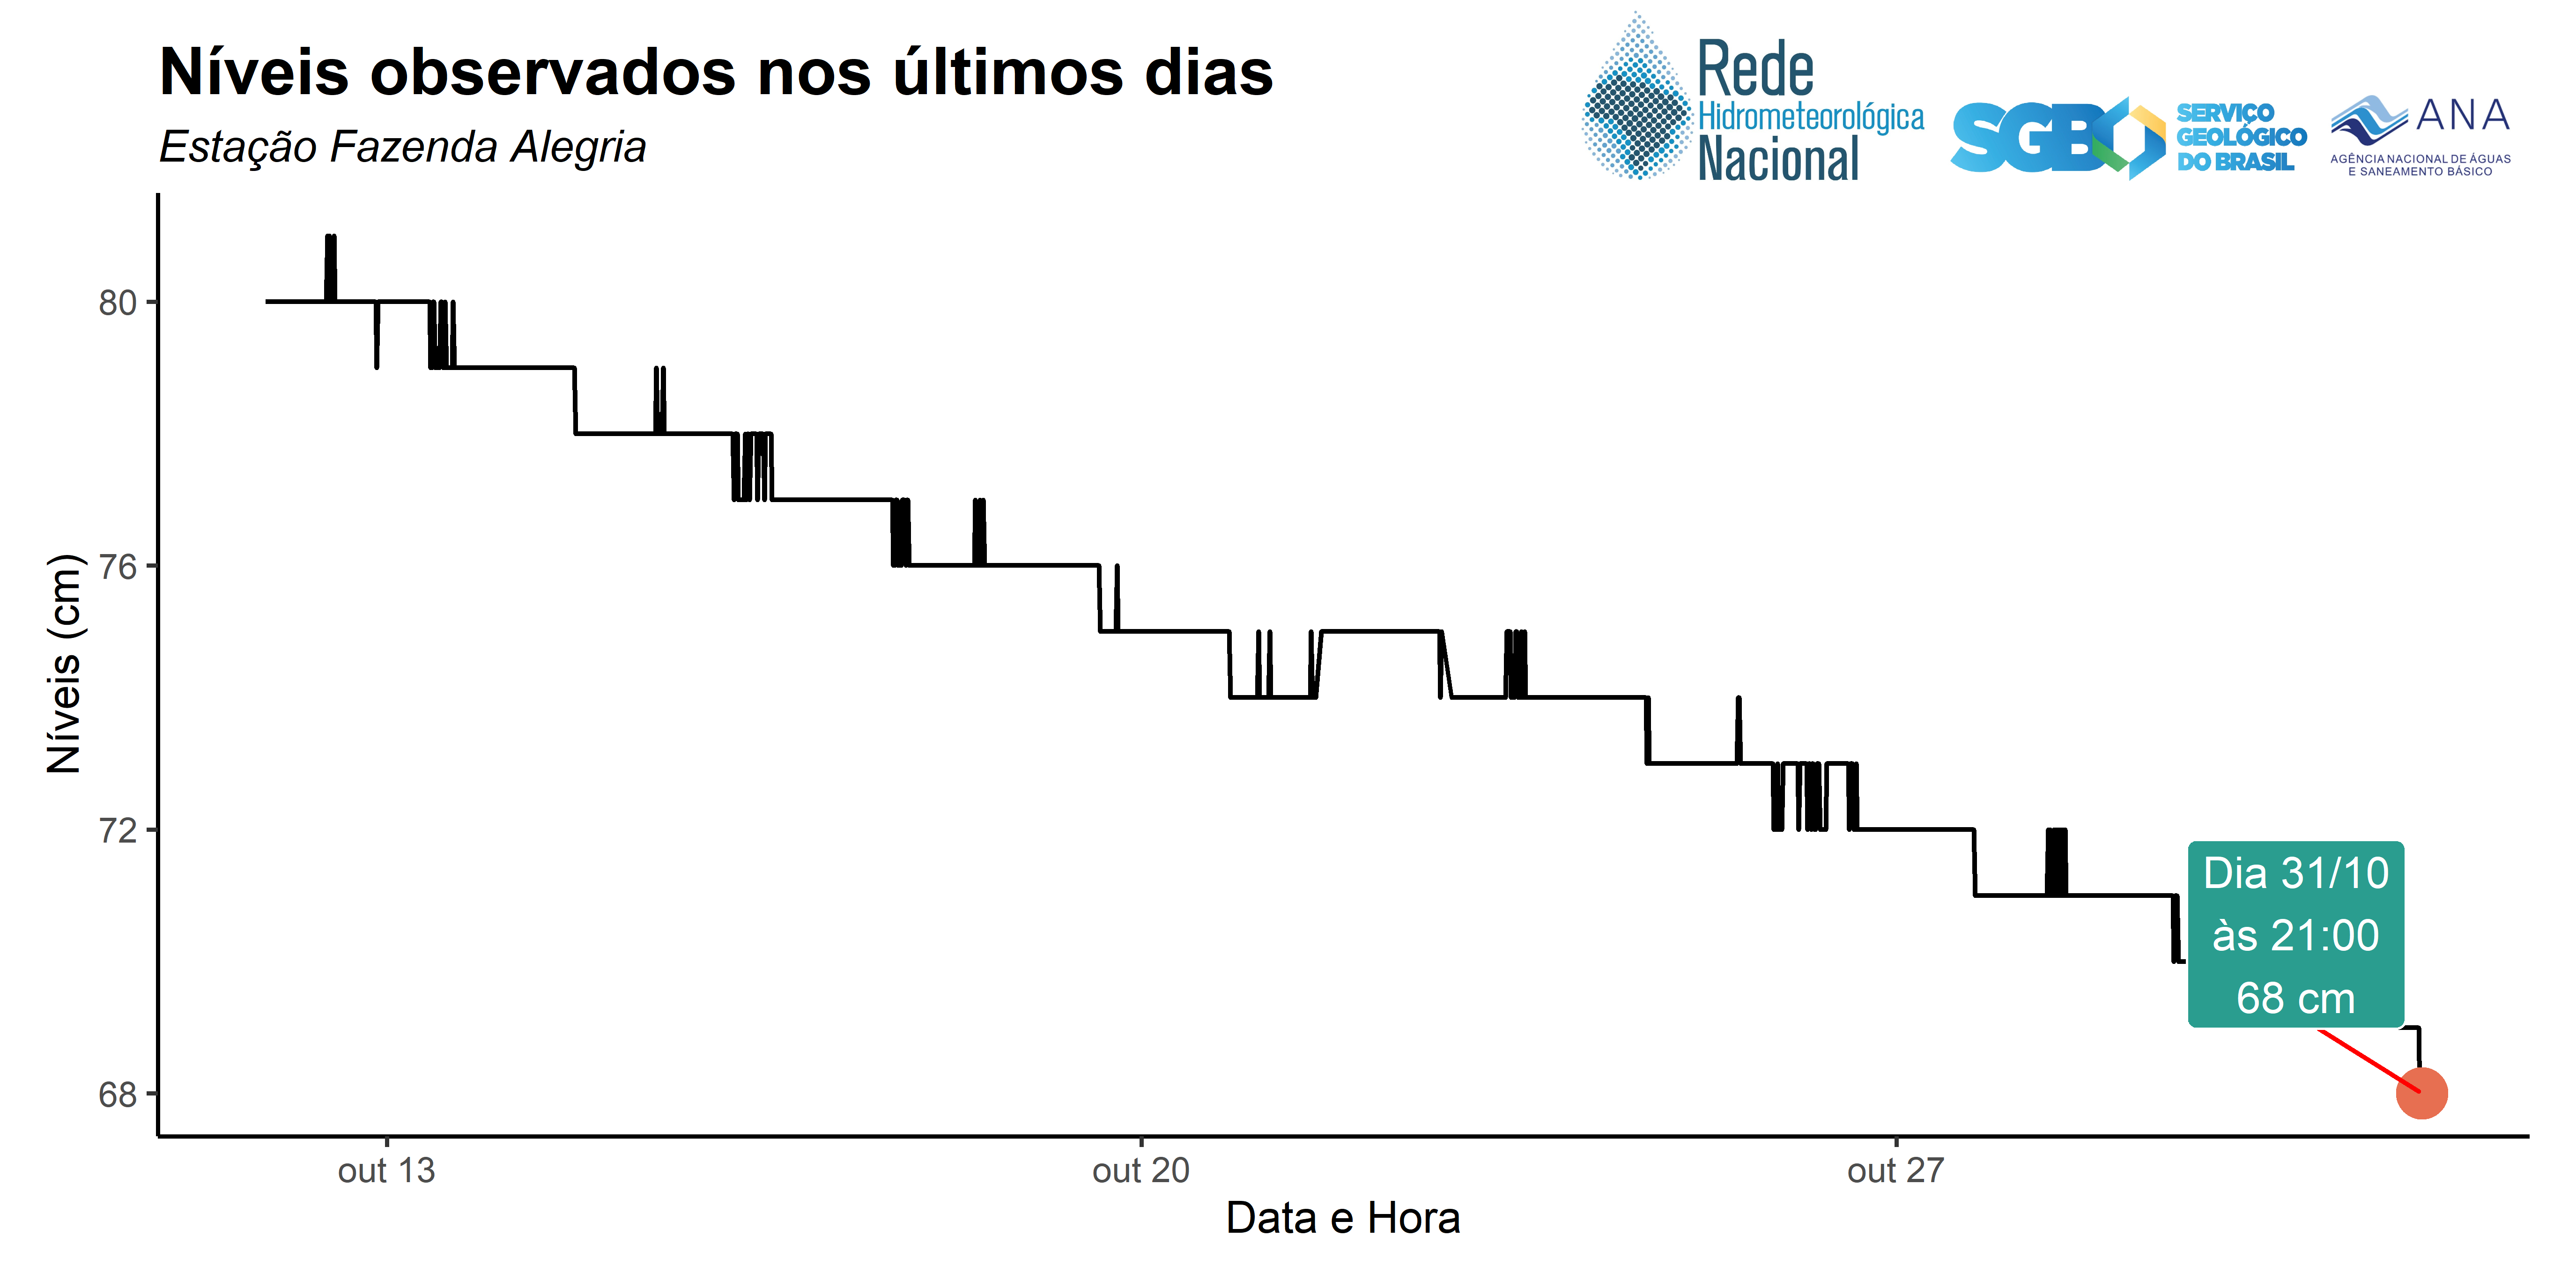 Níveis observados nos últimos dias
Estação Fazenda Alegria
Rede
Hidrometeorológica
Nacional
SGB
SERVIÇO
GEOLÓGICO
DO BRASIL
ANA
AGÊNCIA NACIONAL DE ÁGUAS
E SANEAMENTO BÁSICO
Níveis (cm)
80
76
72
68
Dia 31/10
às 21:00
68 cm
out 13
out 20
out 27
Data e Hora